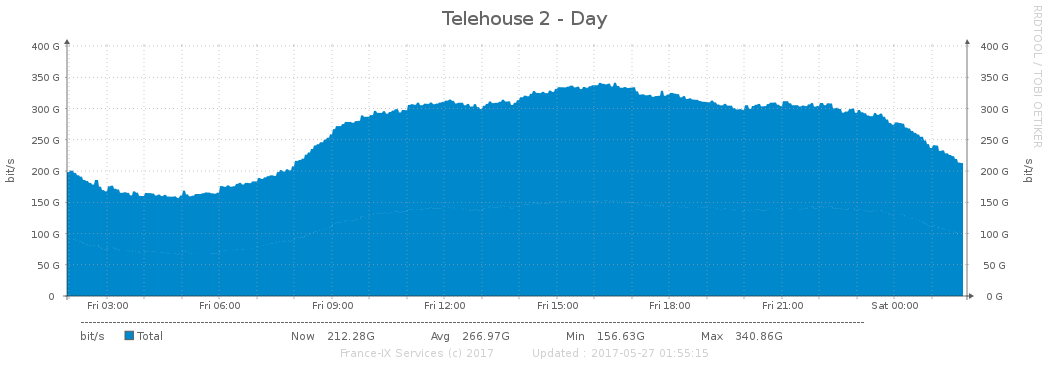 Telehouse 2 - Day
RRDTOOL / TOBI OETIKER
400 G 400 G
350 G 350 G
300 G 300 G
250 G 250 G
200 G 200 G
150 G 150 G
100 G 100 G
50 G 50 G
0 0 G
bit/s bit/s
Fri 03:00 Fri 06:00 Fri 09:00 Fri 12:00 Fri 15:00 Fri 18:00 Fri 21:00 Sat 00:00
bit/s Total Now 212.28G Avg 266.97G Min 156.63G Max 340.86G
France-IX Services (c) 2017 Updated : 2017-05-27 01:55:15